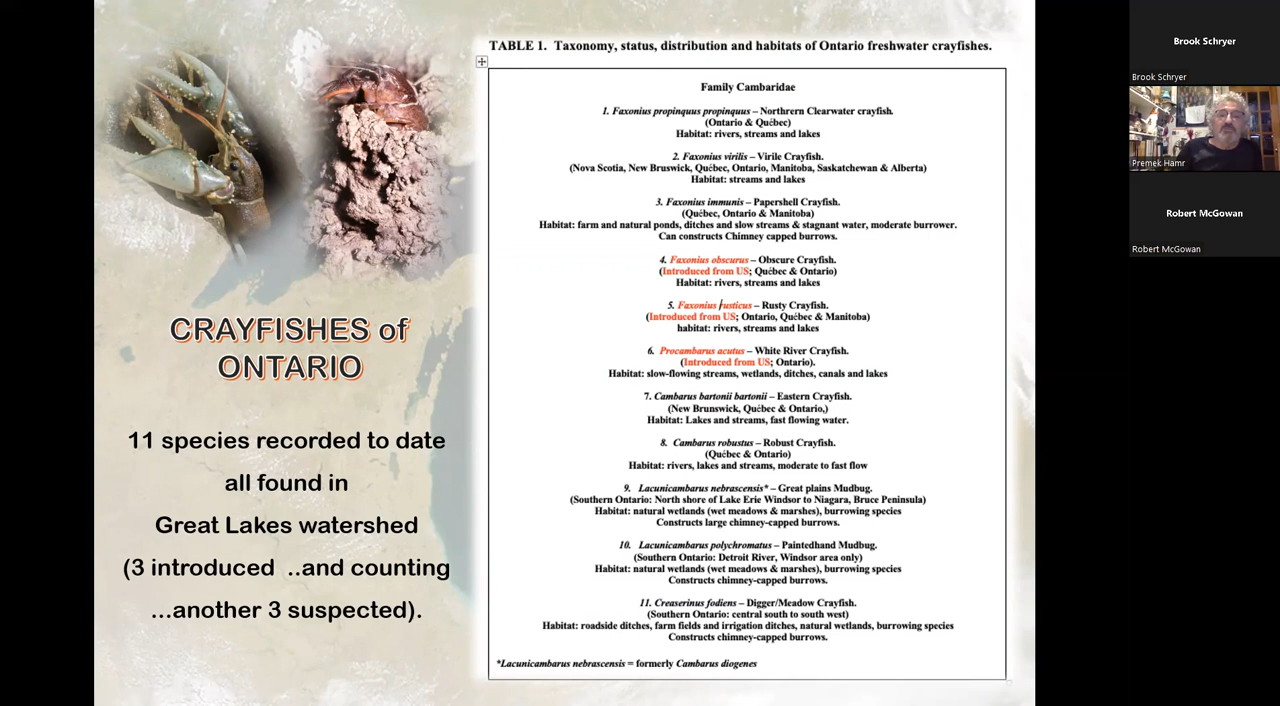 TABLE 1. Taxonomy, status, distribution and habitats of Ontario freshwater crayfishes.
Family Cambaridae
1. Faxonius propinquus propinquus – Northrern Clearwater crayfish.
(Ontario & Québec)
Habitat: rivers, streams and lakes
2. Faxonius virilis – Virile Crayfish.
(Nova Scotia, New Bruswick, Québec, Ontario, Manitoba, Saskatchewan & Alberta)
Habitat: streams and lakes
3. Faxonius immunis – Papershell Crayfish.
(Québec, Ontario & Manitoba)
Habitat: farm and natural ponds, ditches and slow streams & stagnant water, moderate burrower.
Can constructs Chimney capped burrows.
4. Faxonius obscurus – Obscure Crayfish.
(Introduced from US; Québec & Ontario)
Habitat: rivers, streams and lakes
5. Faxonius rusticus – Rusty Crayfish.
(Introduced from US; Ontario, Québec & Manitoba)
habitat: rivers, streams and lakes
6. Procambarus acutus – White River Crayfish.
(Introduced from US; Ontario).
Habitat: slow-flowing streams, wetlands, ditches, canals and lakes
7. Cambarus bartonii bartonii – Eastern Crayfish.
(New Brunswick, Québec & Ontario,)
Habitat: Lakes and streams, fast flowing water.
8. Cambarus robustus – Robust Crayfish.
(Québec & Ontario)
Habitat: rivers, lakes and streams, moderate to fast flow
9. Lacunicambarus nebrascensis* – Great plains Mudbug.
(Southern Ontario: North shore of Lake Erie Windsor to Niagara, Bruce Peninsula)
Habitat: natural wetlands (wet meadows & marshes), burrowing species
Constructs large chimney-capped burrows.
10. Lacunicambarus polychromatus – Paintedhand Mudbug.
(Southern Ontario: Detroit River, Windsor area only)
Habitat: natural wetlands (wet meadows & marshes), burrowing species
Constructs chimney-capped burrows.
11. Creaserinus fodiens – Digger/Meadow Crayfish.
(Southern Ontario: central south to south west)
Habitat: roadside ditches, farm fields and irrigation ditches, natural wetlands, burrowing species
Constructs chimney-capped burrows.
*Lacunicambarus nebrascensis = formerly Cambarus diogenes
CRAYFISHES of
ONTARIO
11 species recorded to date
all found in
Great Lakes watershed
(3 introduced ..and counting
...another 3 suspected).
Brook Schryer
Brook Schryer
Premek Hamr
Robert McGowan
Robert McGowan